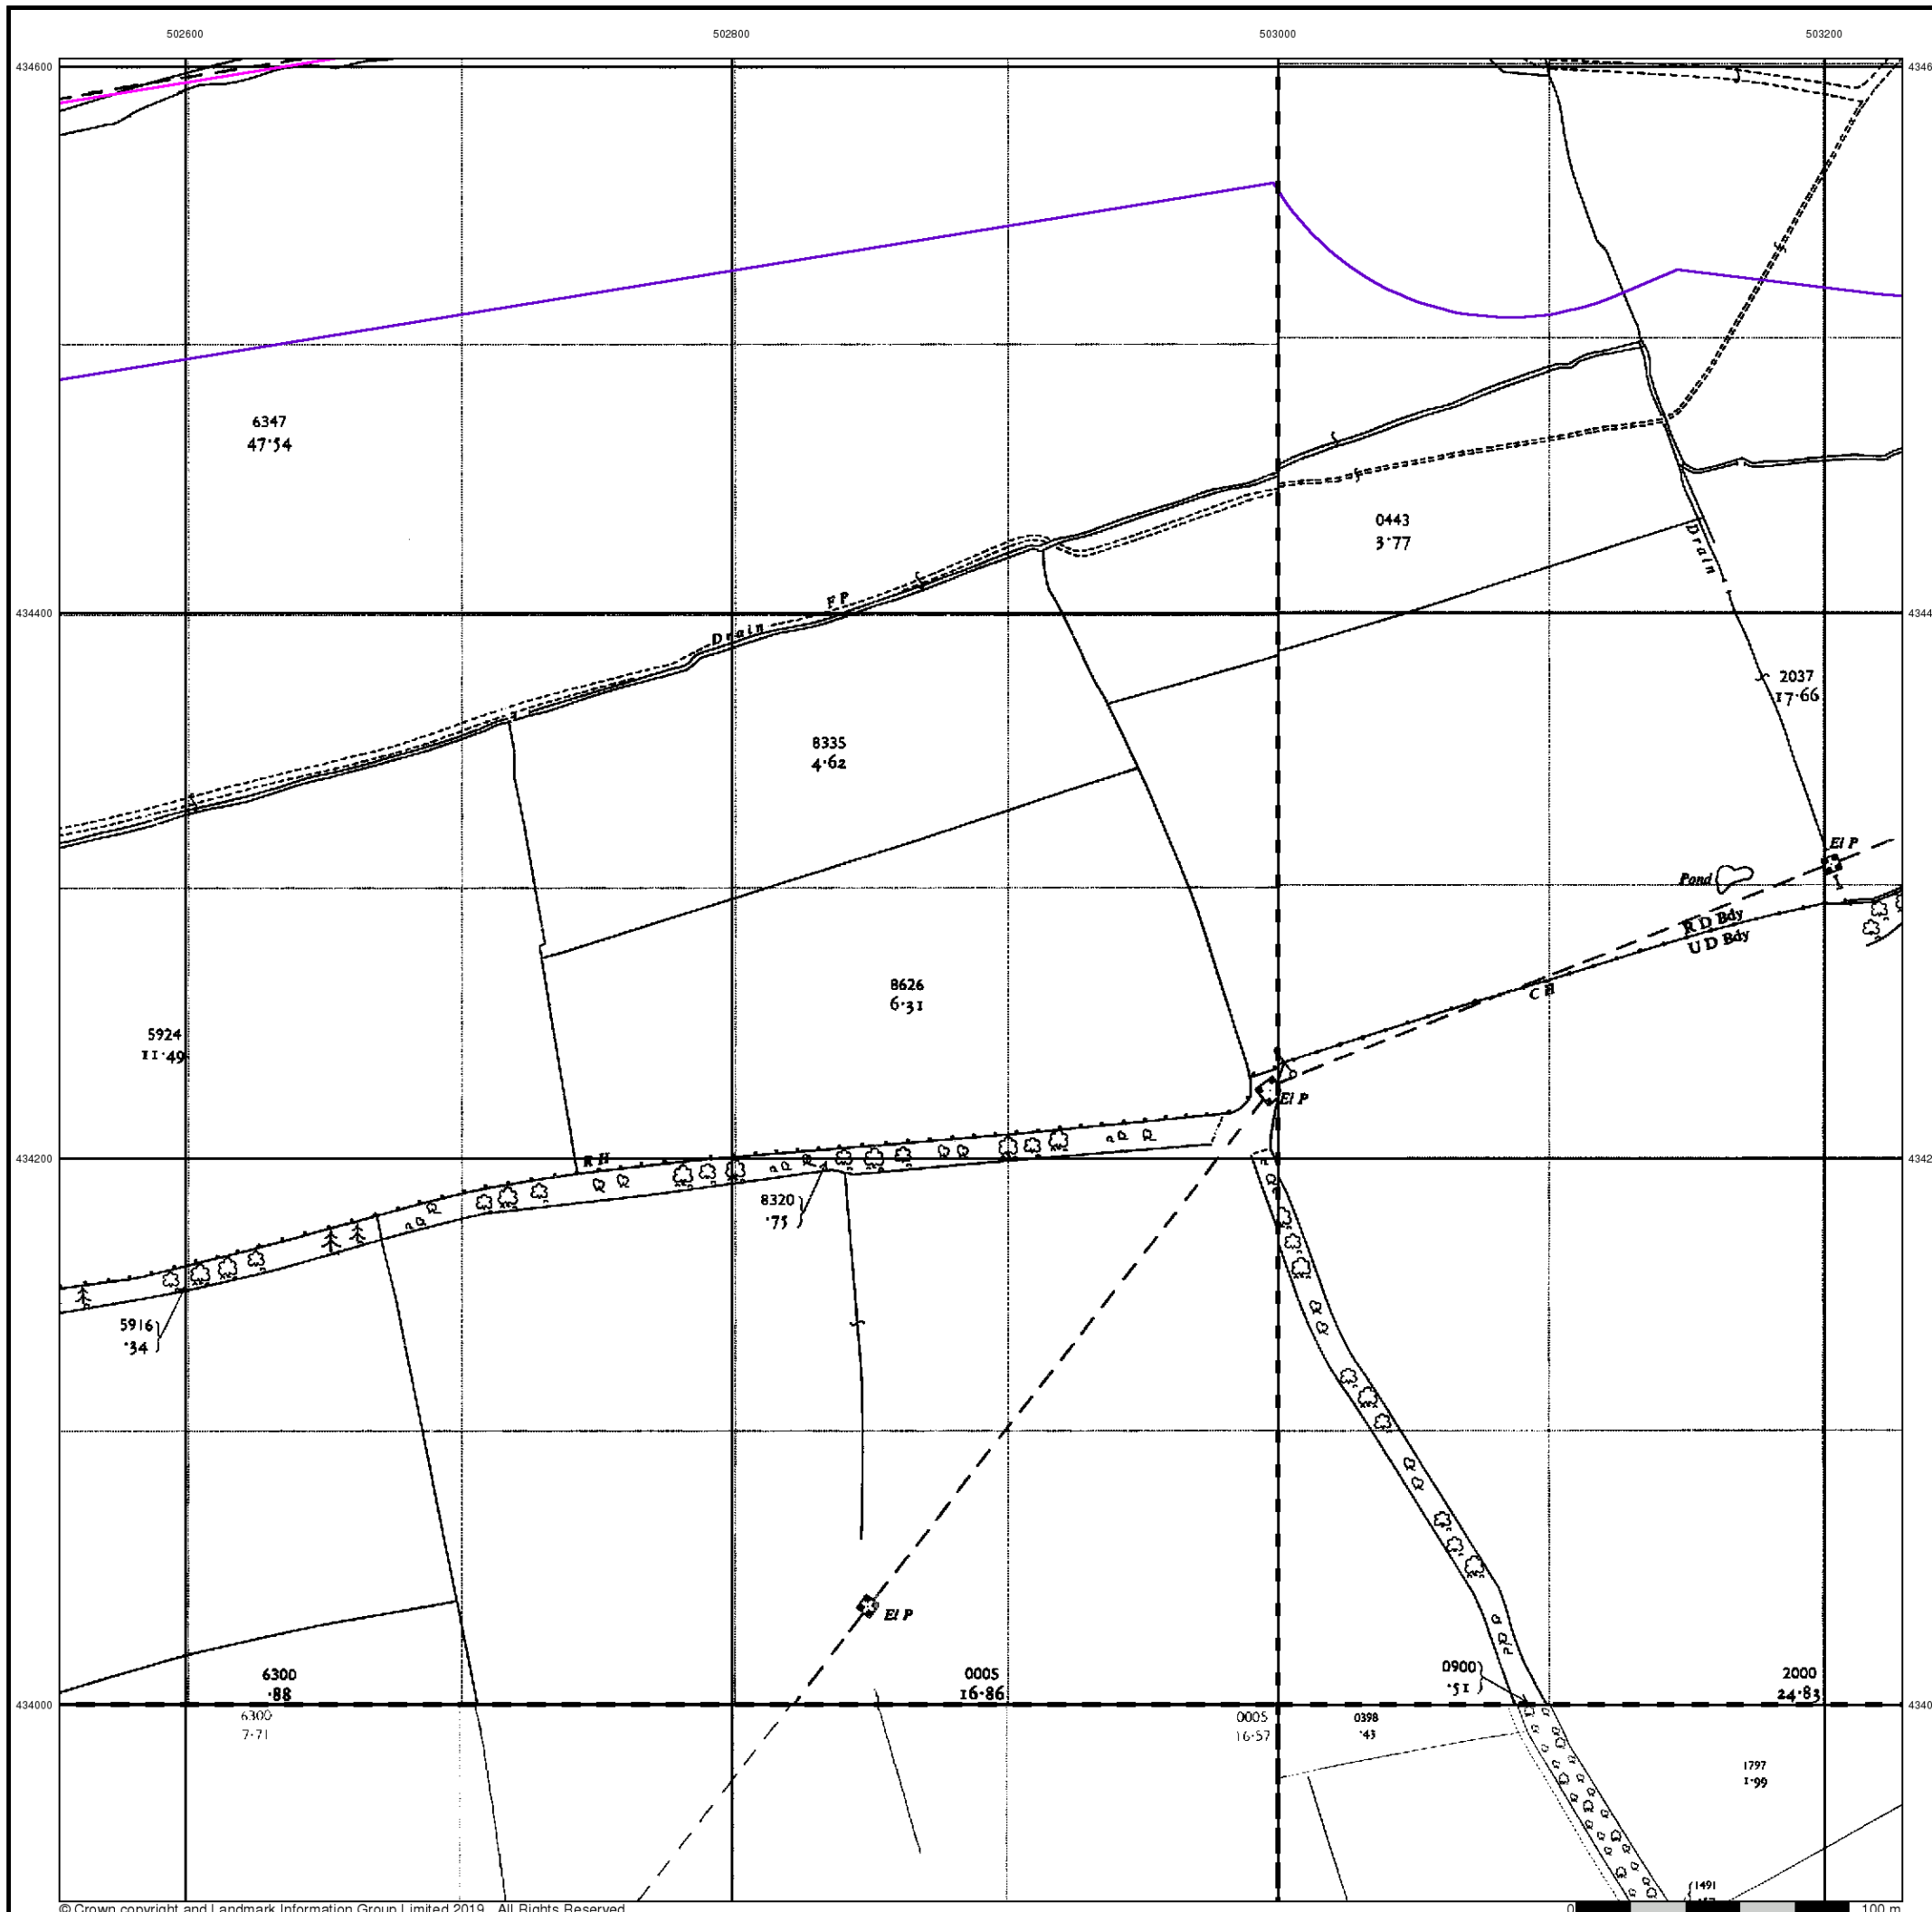 502600 502800 503000 503200
434600
6347
47·54
0443
3·77
Drain
F P
Drain
434400
2037
17·66
8335
4·62
El P
Pond
R D Bdy
U D Bdy
C H
8626
6·31
5924
11·49
El P
R H
434200
8320
·75
5916
·34
El P
6300
·88
0005
16·86
0900
·51
2000
24·83
434000
6300
7·71
0005
16·57
0398
·43
1797
1·99
1491
© Crown copyright and Landmark Information Group Limited 2019. All Rights Reserved.
0 100 m